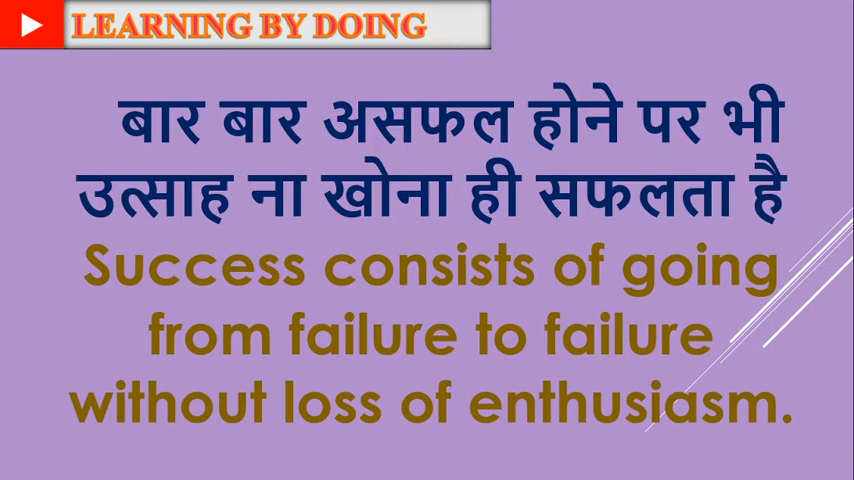 LEARNING BY DOING
बार बार असफल होने पर भी
उत्साह ना खोना ही सफलता है
Success consists of going
from failure to failure
without loss of enthusiasm.